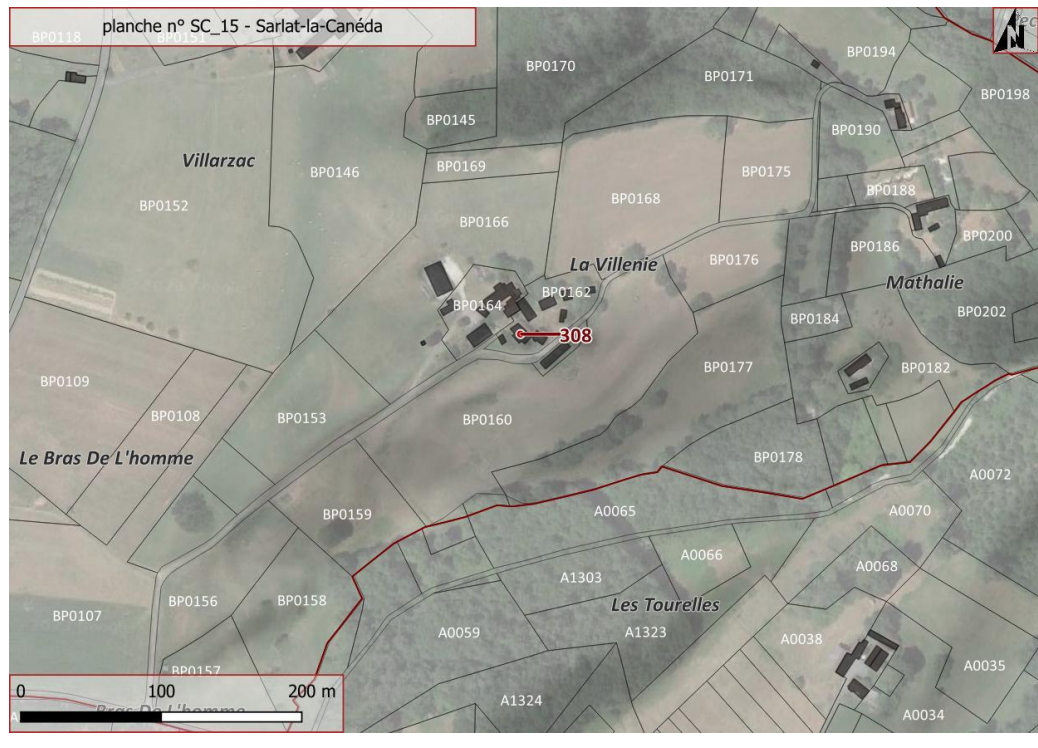 planche n° SC_15 - Sarlat-la-Canéda
N
BP0118
BP0151
BP0170
BP0171
BP0194
BP0198
BP0145
BP0190
Villarzac
BP0146
BP0169
BP0175
BP0188
BP0152
BP0168
BP0166
BP0200
BP0186
La Villenie
BP0176
Mathalie
BP0162
BP0164
BP0202
BP0184
308
BP0177
BP0182
BP0109
BP0108
BP0153
BP0160
Le Bras De L'homme
BP0178
A0072
BP0159
A0065
A0070
A0066
A0068
A1303
BP0156
BP0158
Les Tourelles
BP0107
A0059
A1323
A0038
A0035
BP0157
0 100 200 m
A1324
Bras De L'homme
A0034